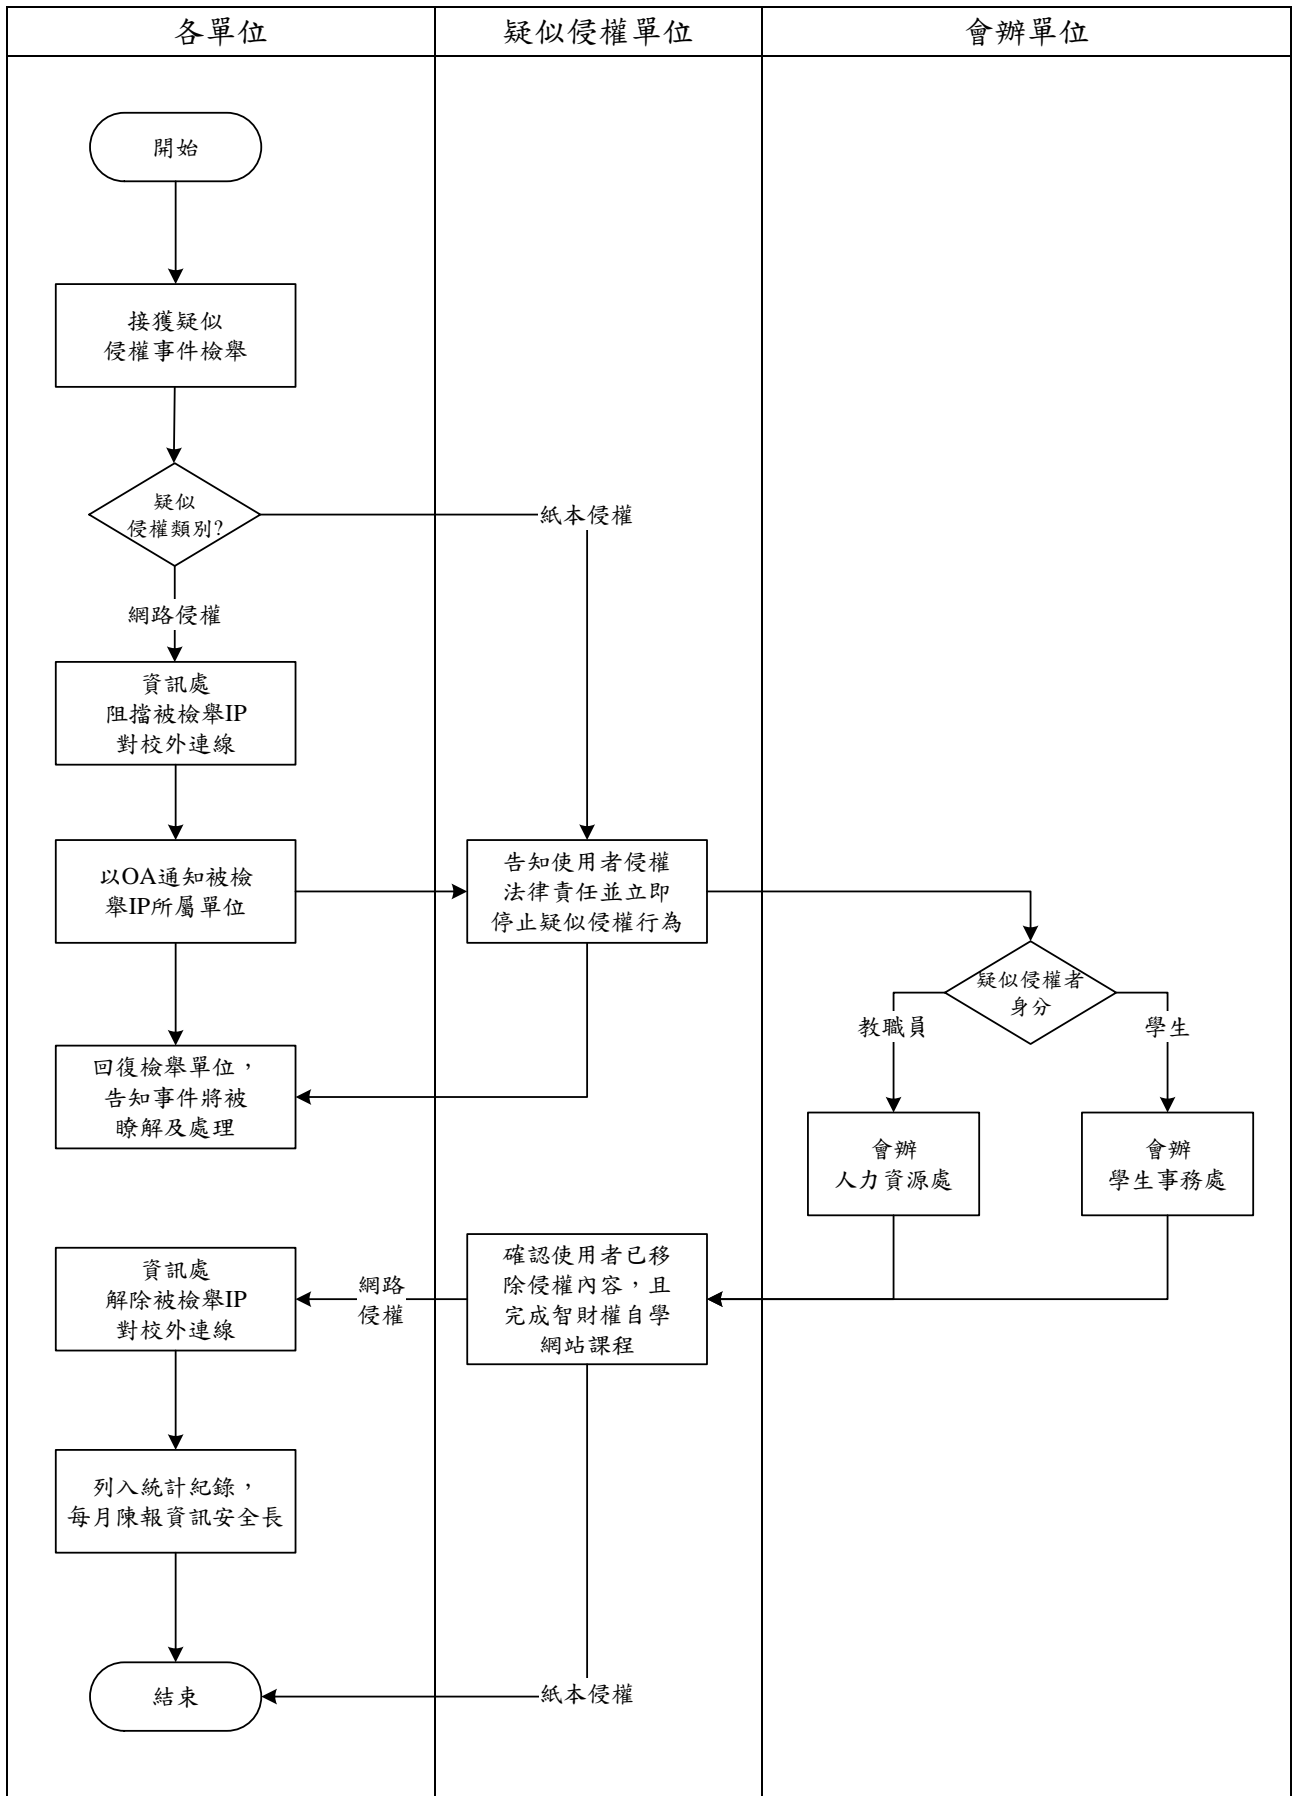 各單位
疑似侵權單位
會辦單位
開始
接獲疑似
侵權事件檢舉
疑似
侵權類別?
紙本侵權
網路侵權
資訊處
阻擋被檢舉IP
對校外連線
以OA通知被檢
舉IP所屬單位
告知使用者侵權
法律責任並立即
停止疑似侵權行為
疑似侵權者
身分
教職員
學生
回復檢舉單位，
告知事件將被
瞭解及處理
會辦
人力資源處
會辦
學生事務處
資訊處
解除被檢舉IP
對校外連線
網路
侵權
確認使用者已移
除侵權內容，且
完成智財權自學
網站課程
列入統計紀錄，
每月陳報資訊安全長
結束
紙本侵權